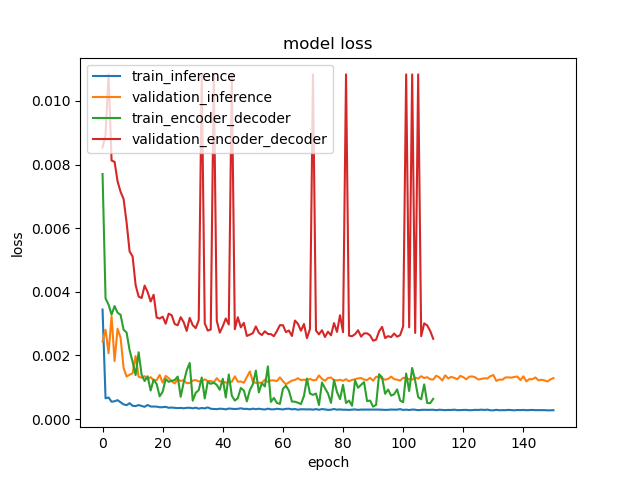 model loss
train_inference
validation_inference
train_encoder_decoder
validation_encoder_decoder
0.010
0.008
0.006
0.004
0.002
0.000
loss
0 20 40 60 80 100 120 140
epoch